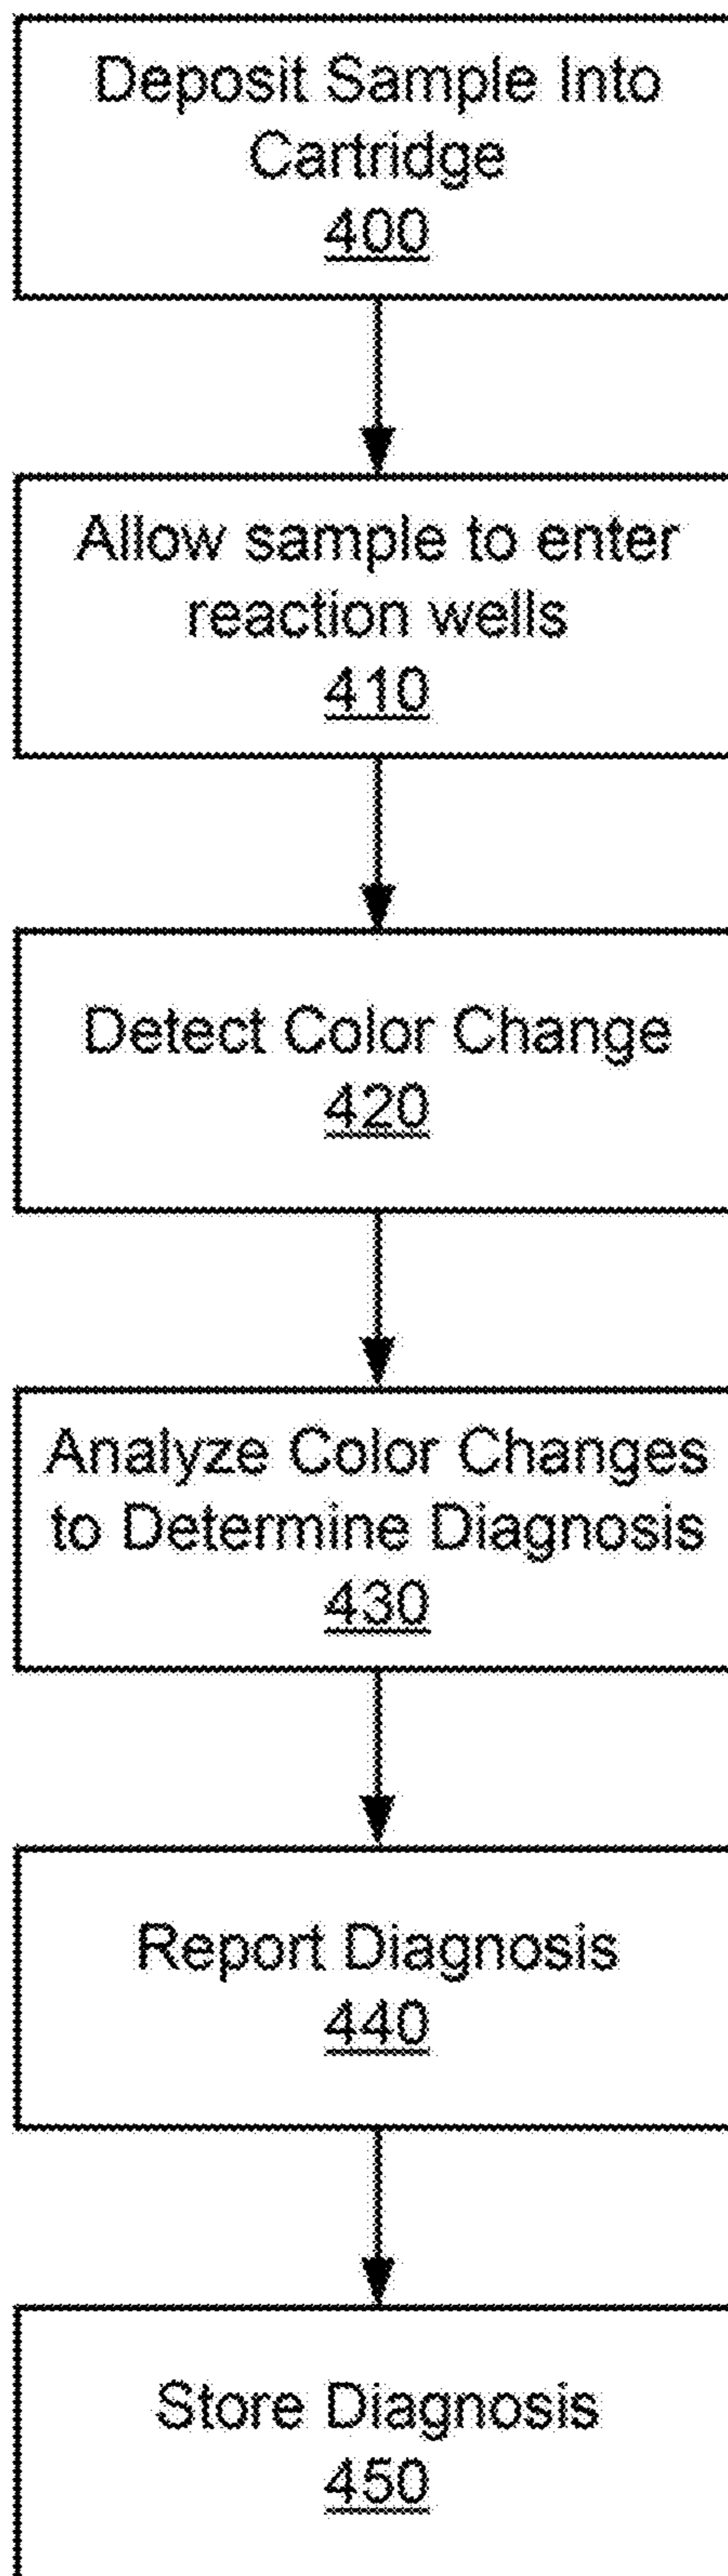 Deposit Sample Into
Cartridge
400
Allow sample to enter
reaction wells
410
Detect Color Change
420
Analyze Color Changes
to Determine Diagnosis
430
Report Diagnosis
440
Store Diagnosis
450